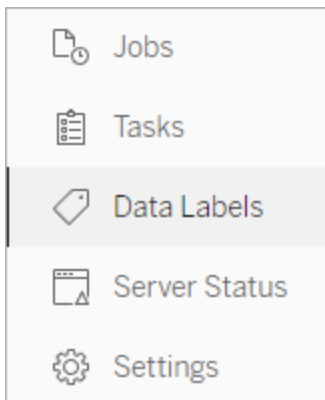 Jobs
Tasks
Data Labels
Server Status
Settings